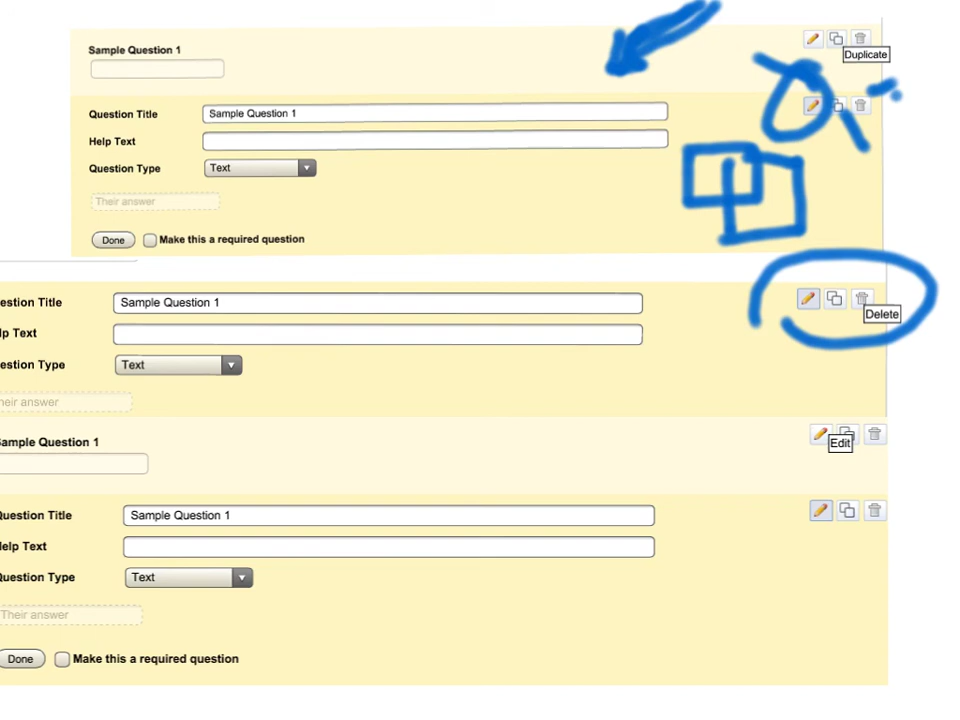 Sample Question 1
Duplicate
Question Title Sample Question 1
Help Text
Question Type Text
Their answer
Done Make this a required question
estion Title Sample Question 1
Delete
lp Text
estion Type Text
heir answer
Sample Question 1
Edit
Question Title Sample Question 1
Help Text
Question Type Text
Their answer
Done Make this a required question